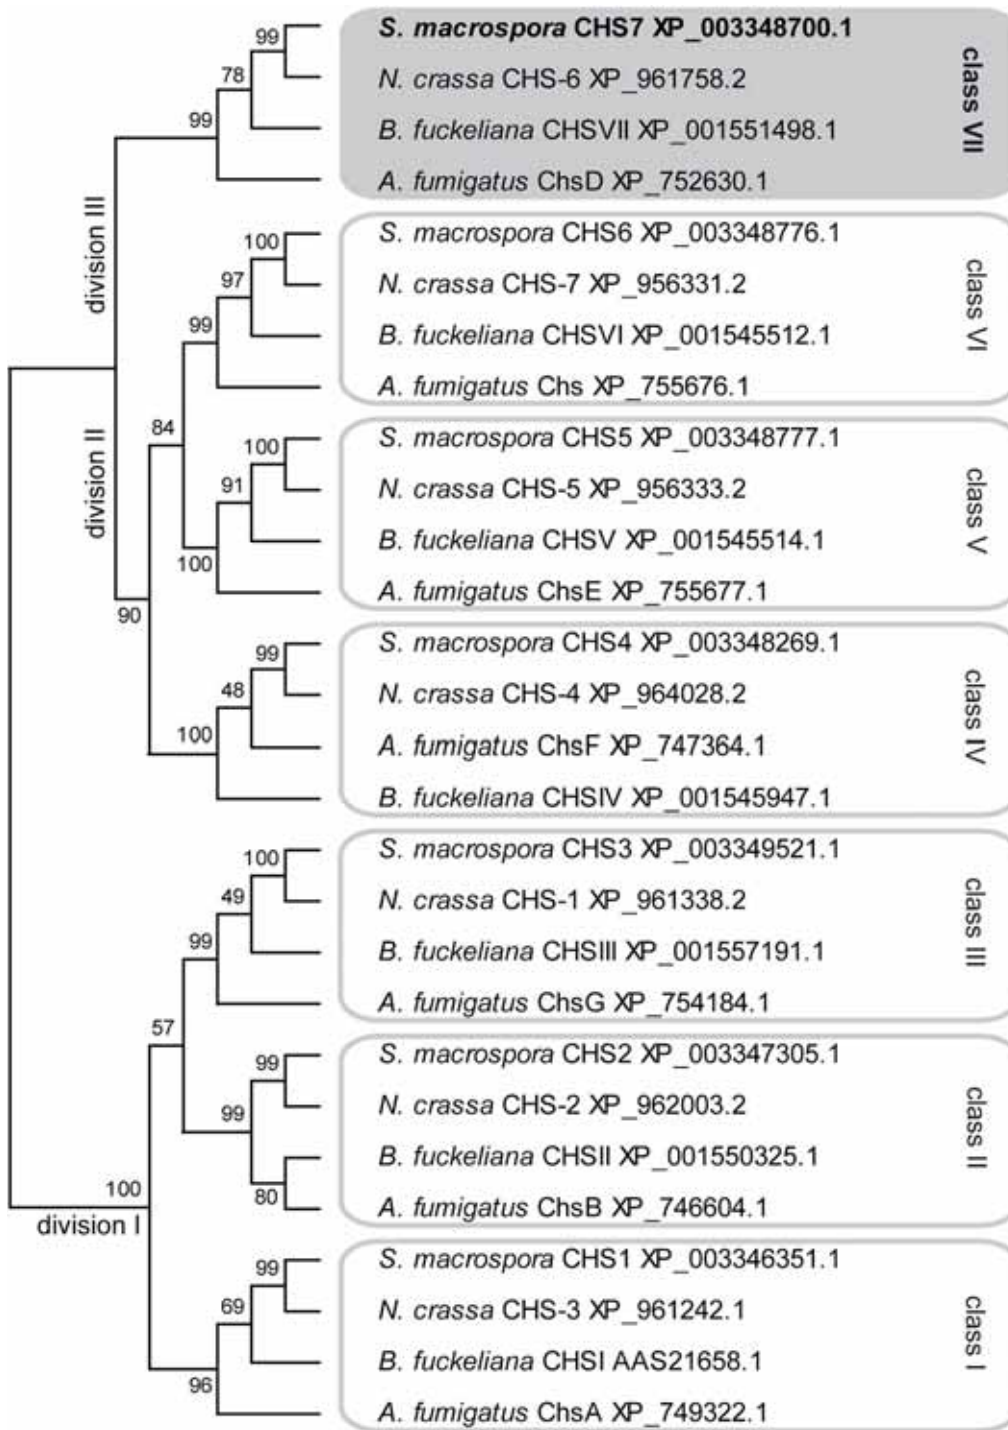 S. macrospora CHS7 XP_003348700.1
N. crassa CHS-6 XP_961758.2
B. fuckeliana CHSVII XP_001551498.1
A. fumigatus ChsD XP_752630.1
class VII
S. macrospora CHS6 XP_003348776.1
N. crassa CHS-7 XP_956331.2
B. fuckeliana CHSVI XP_001545512.1
A. fumigatus Chs XP_755676.1
class VI
S. macrospora CHS5 XP_003348777.1
N. crassa CHS-5 XP_956333.2
B. fuckeliana CHSV XP_001545514.1
A. fumigatus ChsE XP_755677.1
class V
S. macrospora CHS4 XP_003348269.1
N. crassa CHS-4 XP_964028.2
A. fumigatus ChsF XP_747364.1
B. fuckeliana CHSIV XP_001545947.1
class IV
S. macrospora CHS3 XP_003349521.1
N. crassa CHS-1 XP_961338.2
B. fuckeliana CHSIII XP_001557191.1
A. fumigatus ChsG XP_754184.1
class III
S. macrospora CHS2 XP_003347305.1
N. crassa CHS-2 XP_962003.2
B. fuckeliana CHSII XP_001550325.1
A. fumigatus ChsB XP_746604.1
class II
S. macrospora CHS1 XP_003346351.1
N. crassa CHS-3 XP_961242.1
B. fuckeliana CHSI AAS21658.1
A. fumigatus ChsA XP_749322.1
class I
division III
division II
division I
99
78
99
100
97
99
84
100
91
100
90
99
48
100
100
49
99
57
99
99
80
100
99
69
96